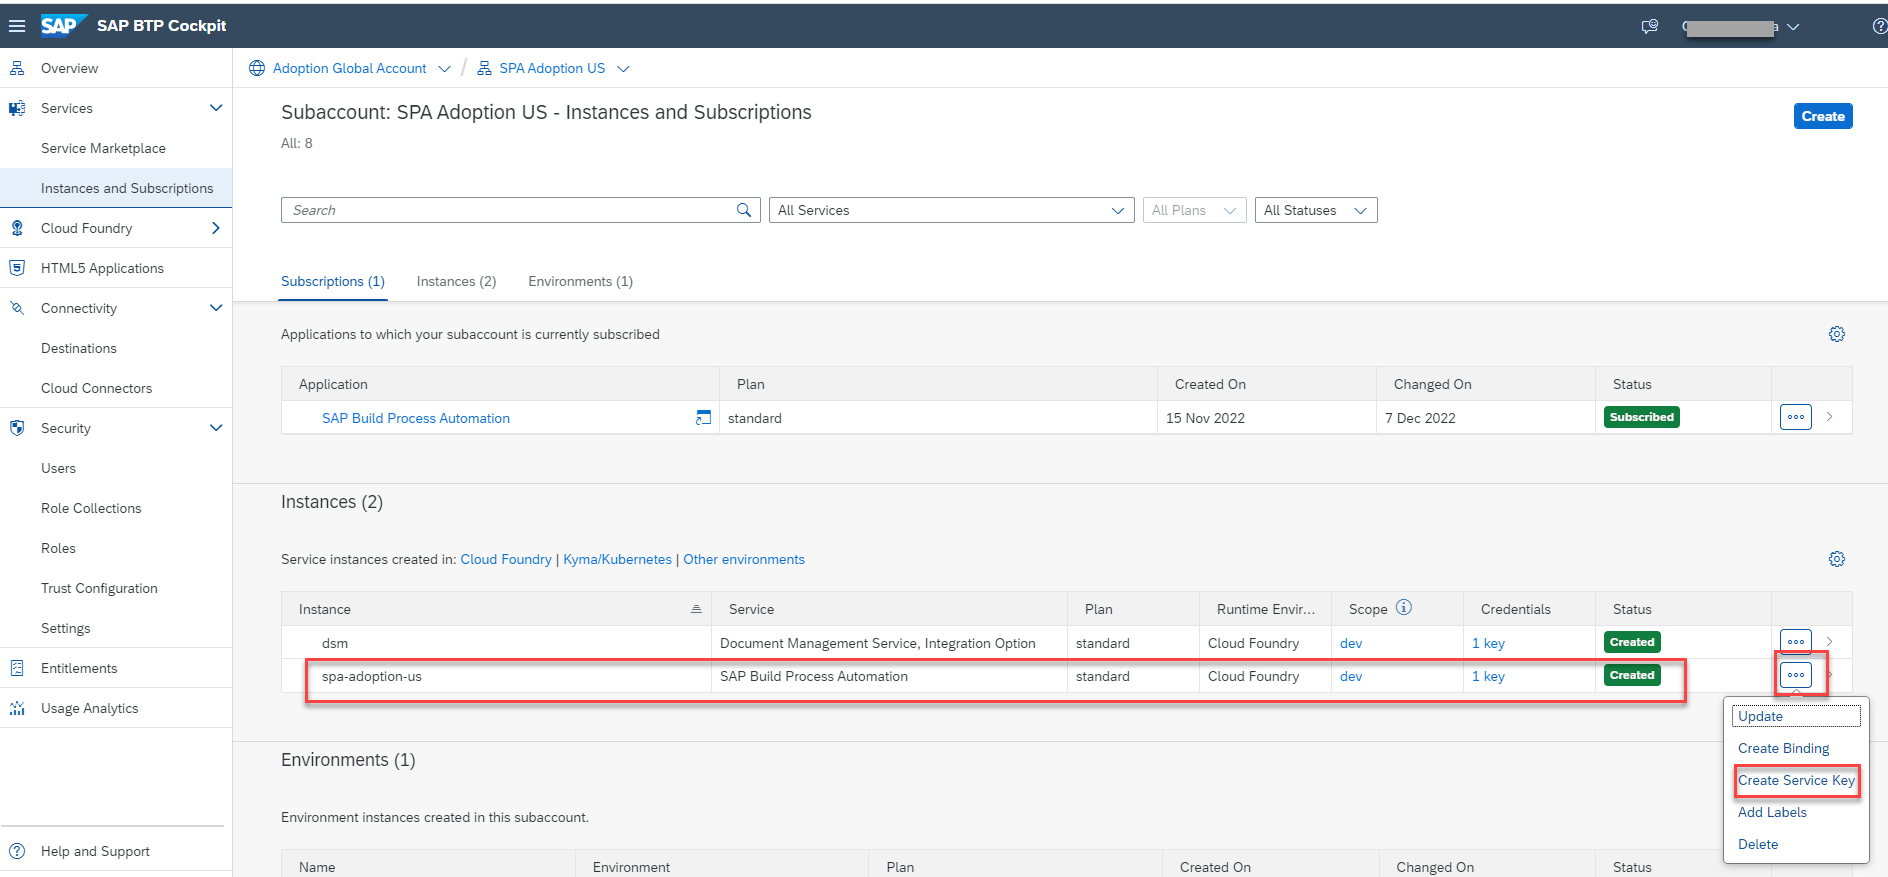 SAP SAP BTP Cockpit
Overview
Services
Service Marketplace
Instances and Subscriptions
Cloud Foundry
HTML5 Applications
Connectivity
Destinations
Cloud Connectors
Security
Users
Role Collections
Roles
Trust Configuration
Settings
Entitlements
Usage Analytics
Help and Support
Adoption Global Account / SPA Adoption US
Subaccount: SPA Adoption US - Instances and Subscriptions
Create
All: 8
Search All Services All Plans All Statuses
Subscriptions (1) Instances (2) Environments (1)
Applications to which your subaccount is currently subscribed
Application Plan Created On Changed On Status
SAP Build Process Automation standard 15 Nov 2022 7 Dec 2022 Subscribed
Instances (2)
Service instances created in: Cloud Foundry | Kyma/Kubernetes | Other environments
Instance Service Plan Runtime Envir... Scope Credentials Status
dsm Document Management Service, Integration Option standard Cloud Foundry dev 1 key Created
spa-adoption-us SAP Build Process Automation standard Cloud Foundry dev 1 key Created
Update
Create Binding
Create Service Key
Add Labels
Delete
Environments (1)
Environment instances created in this subaccount.
Name Environment Plan Created On Changed On Status